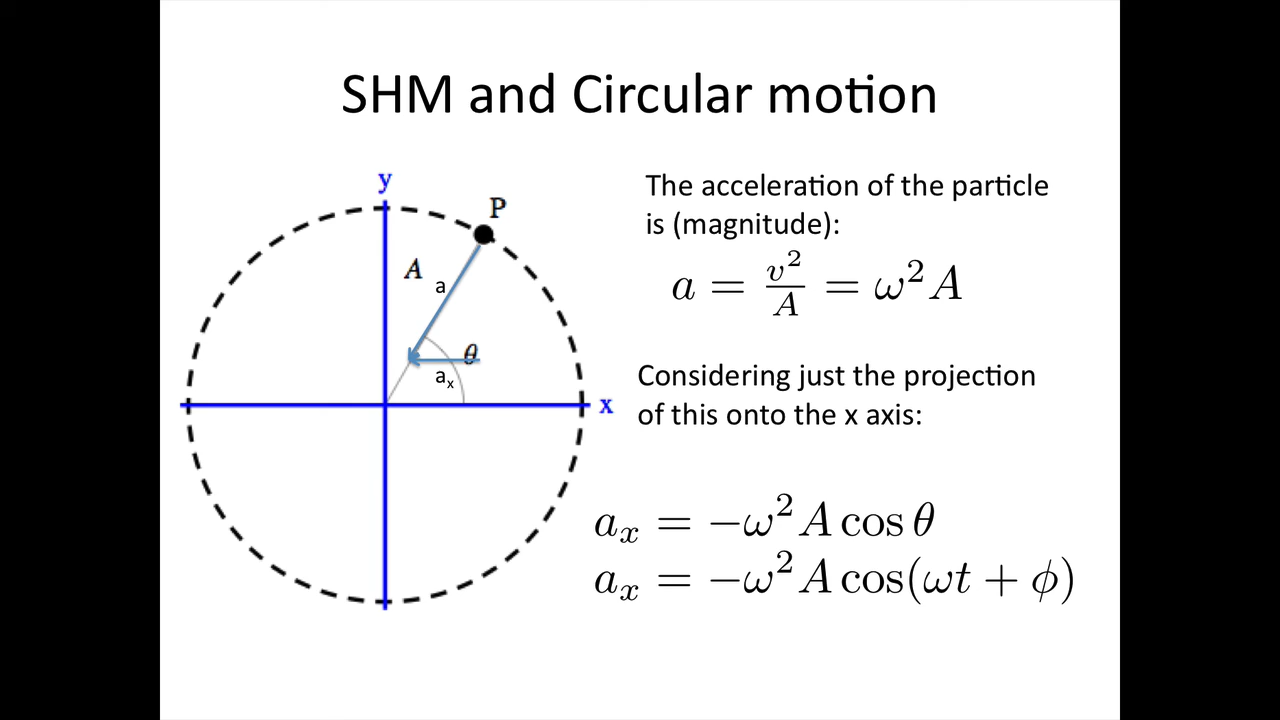 SHM and Circular motion
y
P
A
a
θ
aₓ
x
The acceleration of the particle
is (magnitude):
a = v²/A = ω²A
Considering just the projection
of this onto the x axis:
aₓ = −ω²A cos θ
aₓ = −ω²A cos(ωt + ϕ)